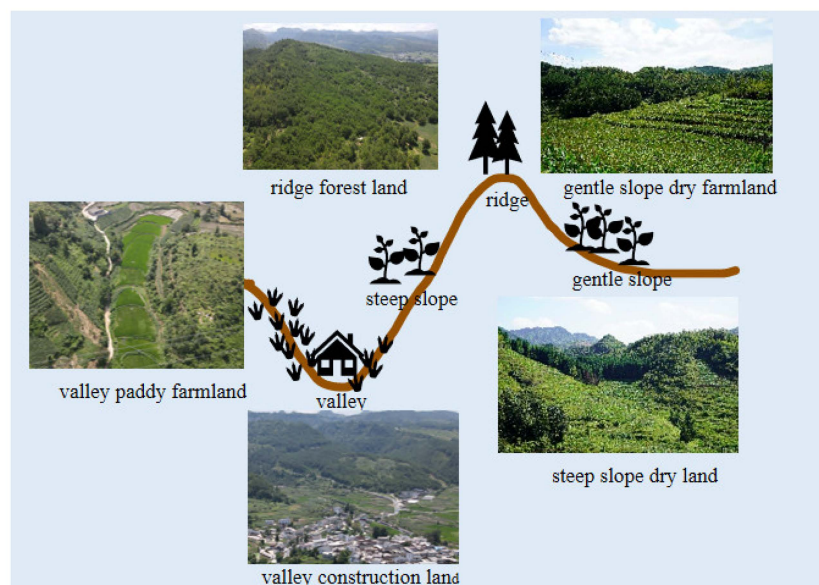 ridge forest land
gentle slope dry farmland
ridge
steep slope
gentle slope
valley paddy farmland
valley
steep slope dry land
valley construction land